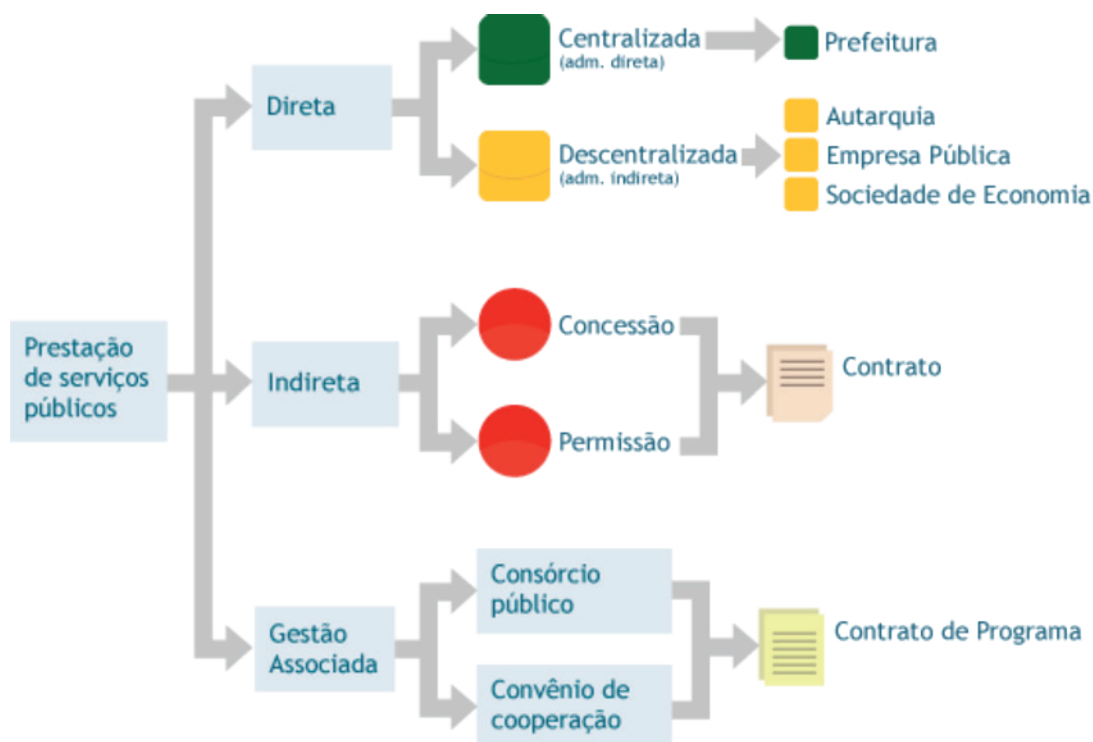 Centralizada
(adm. direta)
Prefeitura
Direta
Descentralizada
(adm. indireta)
Autarquia
Empresa Pública
Sociedade de Economia
Prestação
de serviços
públicos
Indireta
Concessão
Permissão
Contrato
Gestão
Associada
Consórcio
público
Convênio de
cooperação
Contrato de Programa